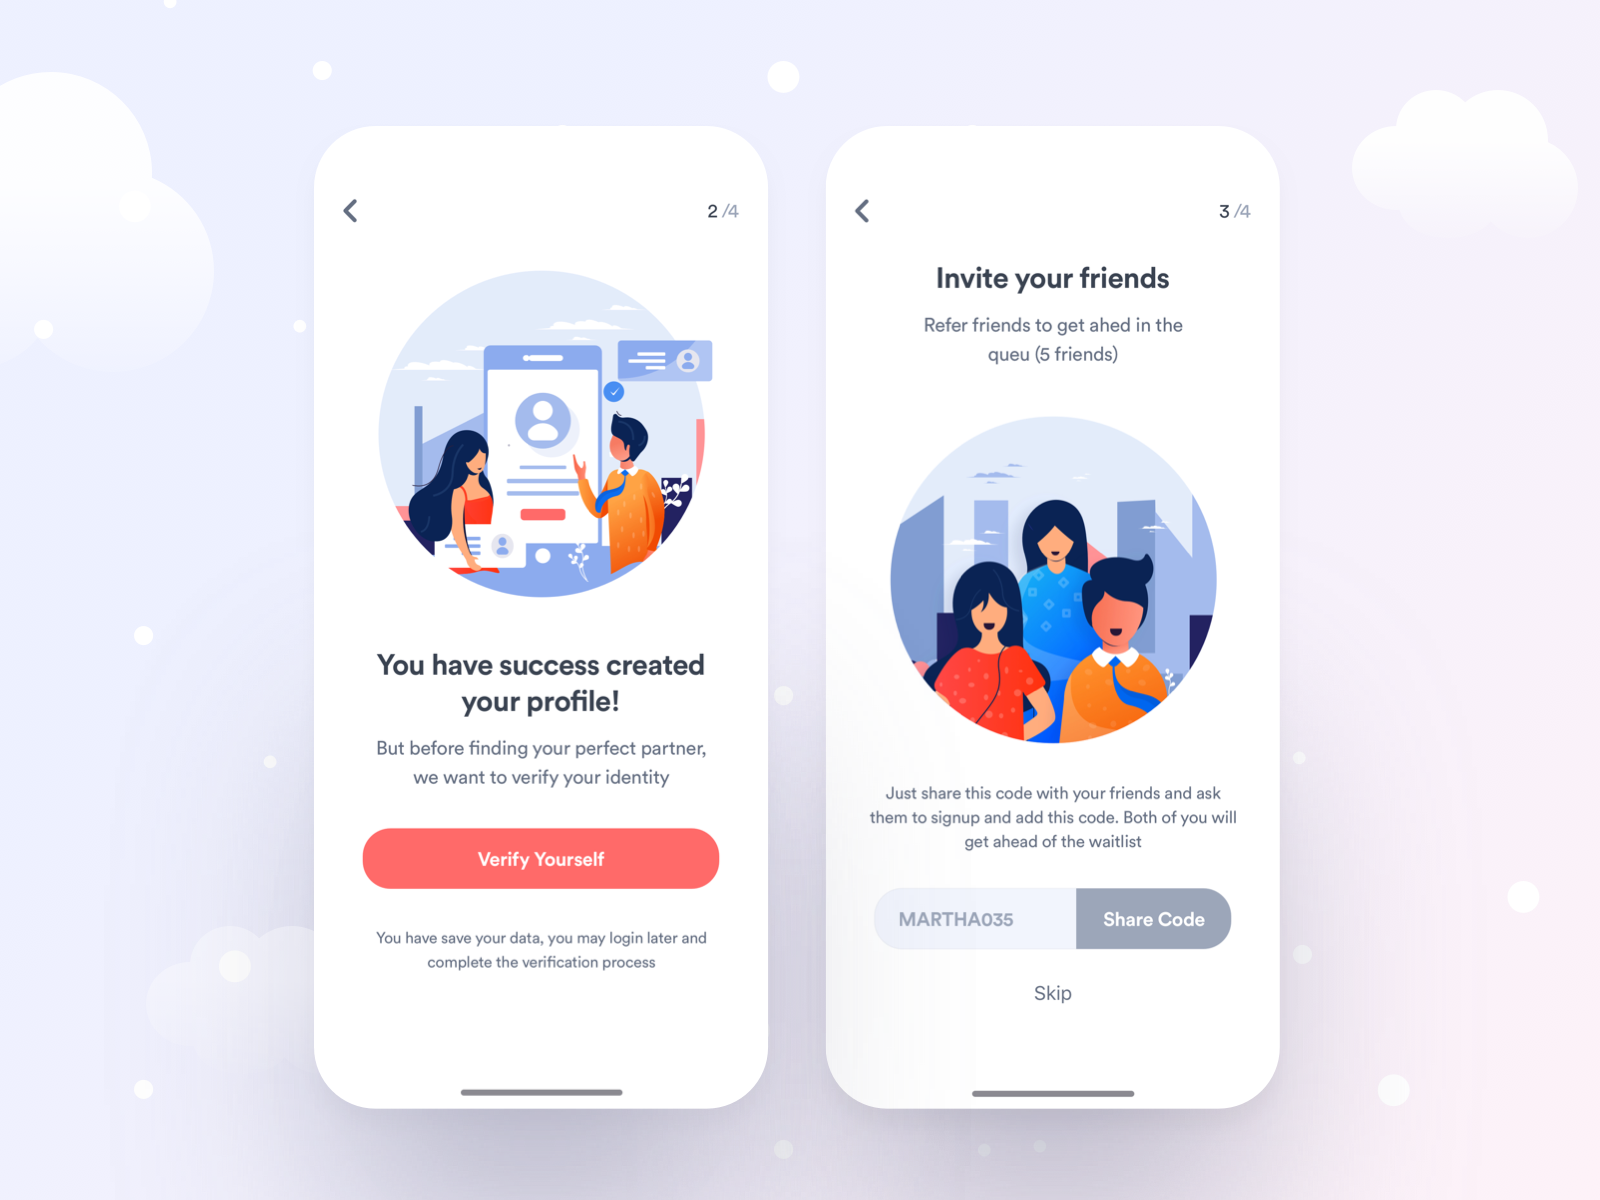 2 /4
You have success created
your profile!
But before finding your perfect partner,
we want to verify your identity
Verify Yourself
You have save your data, you may login later and
complete the verification process
3 /4
Invite your friends
Refer friends to get ahed in the
queu (5 friends)
Just share this code with your friends and ask
them to signup and add this code. Both of you will
get ahead of the waitlist
MARTHA035
Share Code
Skip